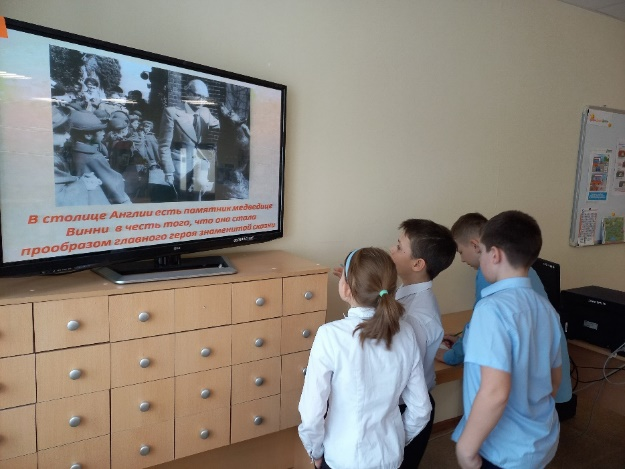 В столице Англии есть памятник медведице
Винни в честь того, что она стала
прообразом главного героя знаменитой сказки